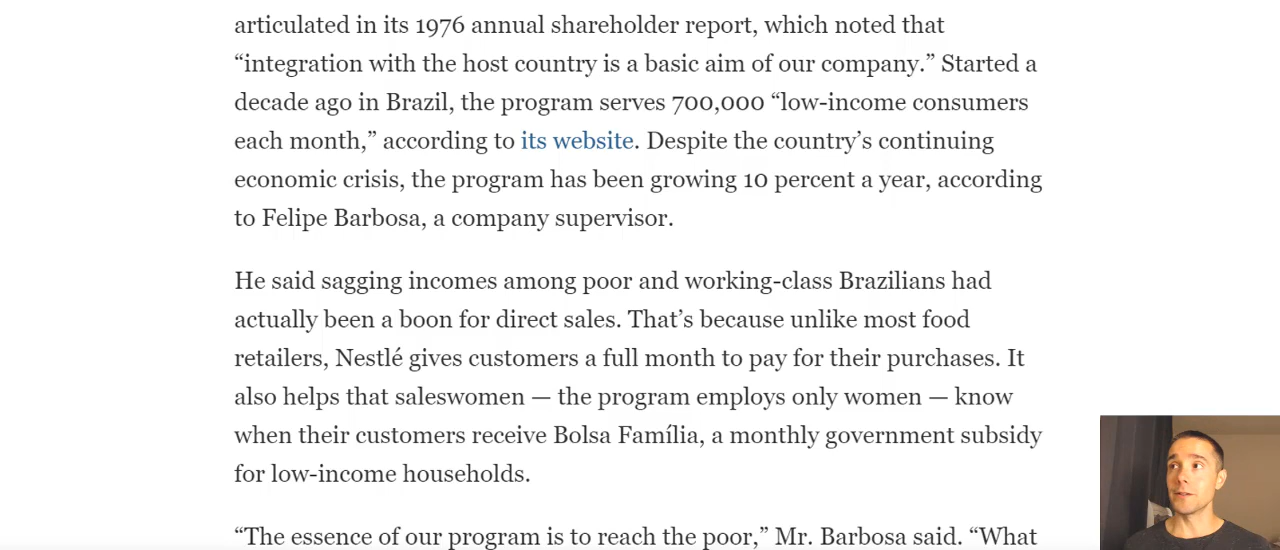 articulated in its 1976 annual shareholder report, which noted that
“integration with the host country is a basic aim of our company.” Started a
decade ago in Brazil, the program serves 700,000 “low-income consumers
each month,” according to its website. Despite the country’s continuing
economic crisis, the program has been growing 10 percent a year, according
to Felipe Barbosa, a company supervisor.
He said sagging incomes among poor and working-class Brazilians had
actually been a boon for direct sales. That’s because unlike most food
retailers, Nestlé gives customers a full month to pay for their purchases. It
also helps that saleswomen — the program employs only women — know
when their customers receive Bolsa Família, a monthly government subsidy
for low-income households.
“The essence of our program is to reach the poor,” Mr. Barbosa said. “What